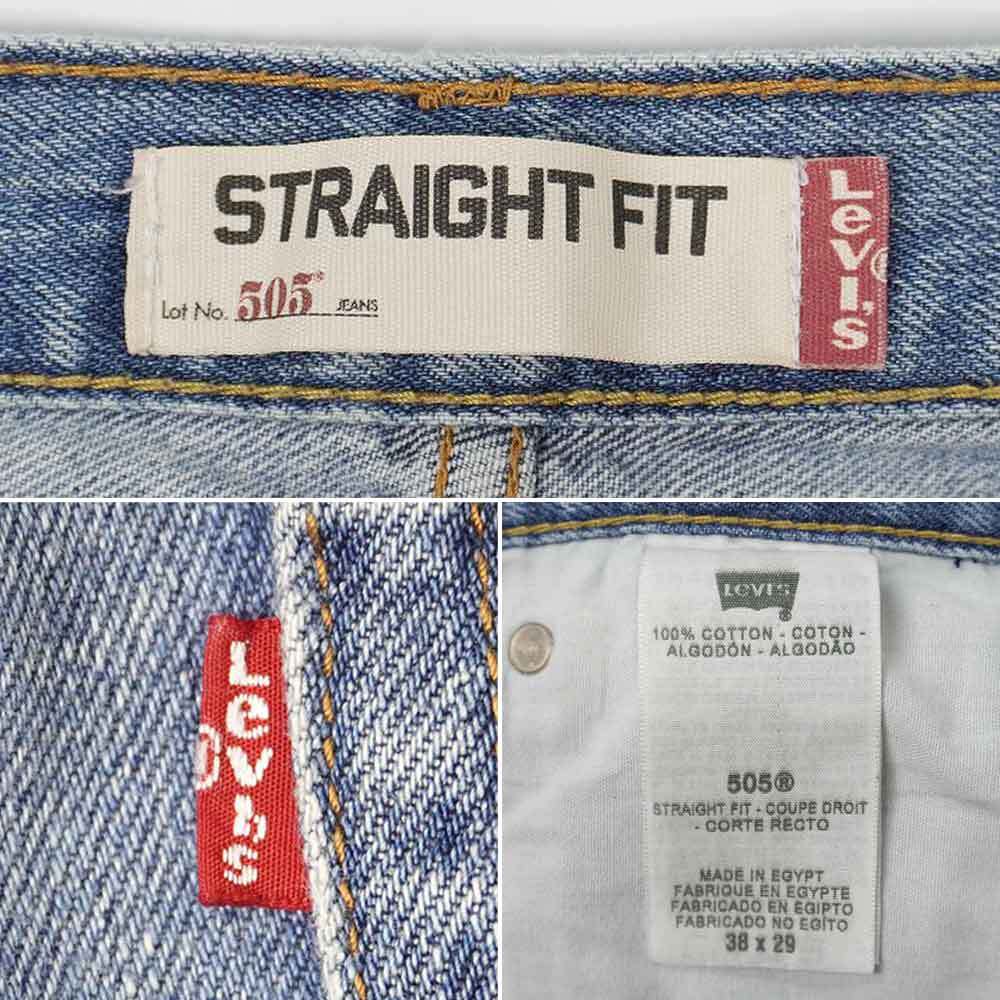 STRAIGHT FIT
Lot No. 505® JEANS
Levi's®
Levi's®
Levi's
100% COTTON - COTON -
ALGODÓN - ALGODÃO
505®
STRAIGHT FIT - COUPE DROIT
- CORTE RECTO
MADE IN EGYPT
FABRIQUE EN EGYPTE
FABRICADO EN EGIPTO
FABRICADO NO EGÍTO
38 x 29